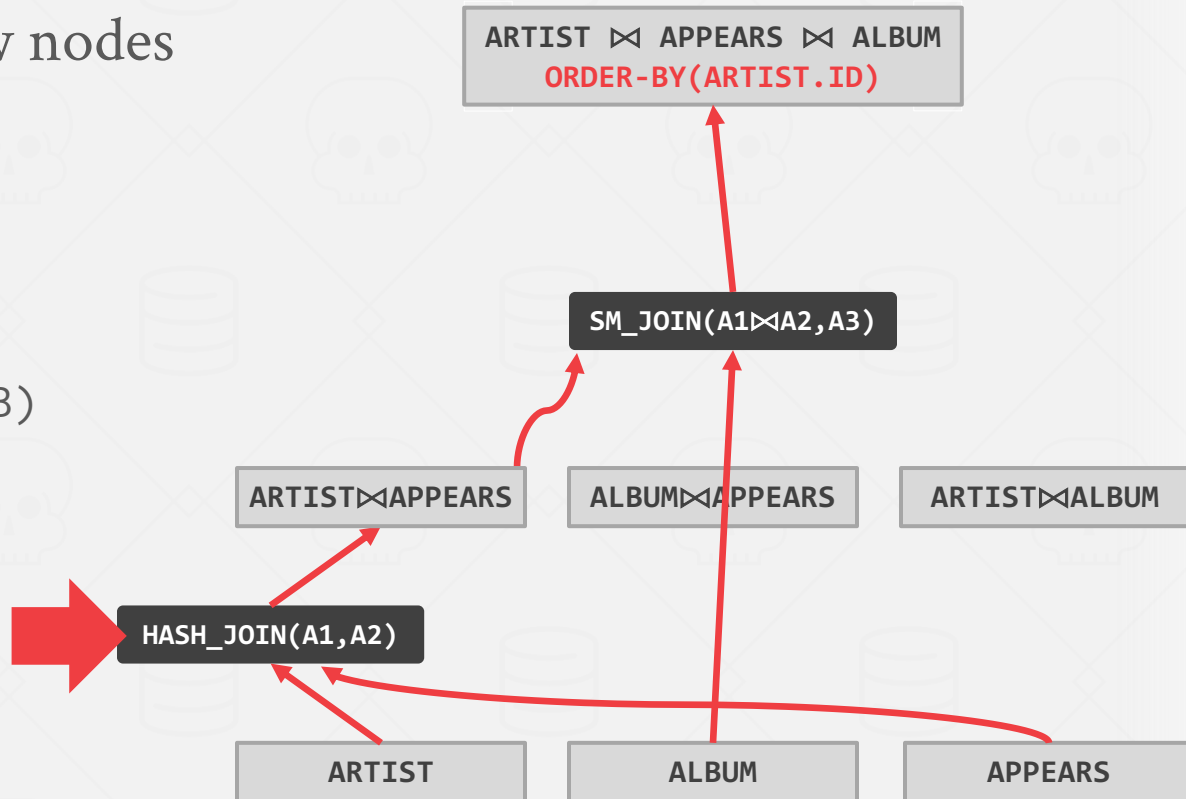 nodes
ARTIST ⋈ APPEARS ⋈ ALBUM
ORDER-BY(ARTIST.ID)
SM_JOIN(A1⋈A2,A3)
3)
ARTIST⋈APPEARS
ALBUM⋈APPEARS
ARTIST⋈ALBUM
HASH_JOIN(A1,A2)
ARTIST
ALBUM
APPEARS